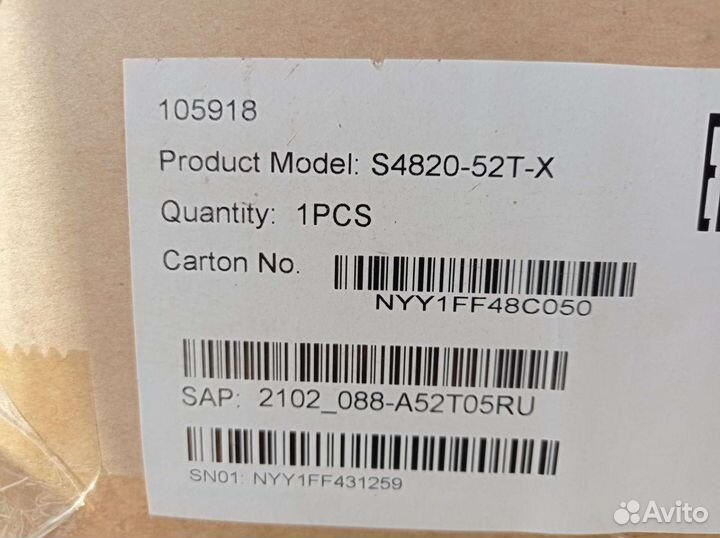 105918
Product Model: S4820-52T-X
Quantity: 1PCS
Carton No.
NYY1FF48C050
SAP: 2102_088-A52T05RU
SN01: NYY1FF431259
Avito